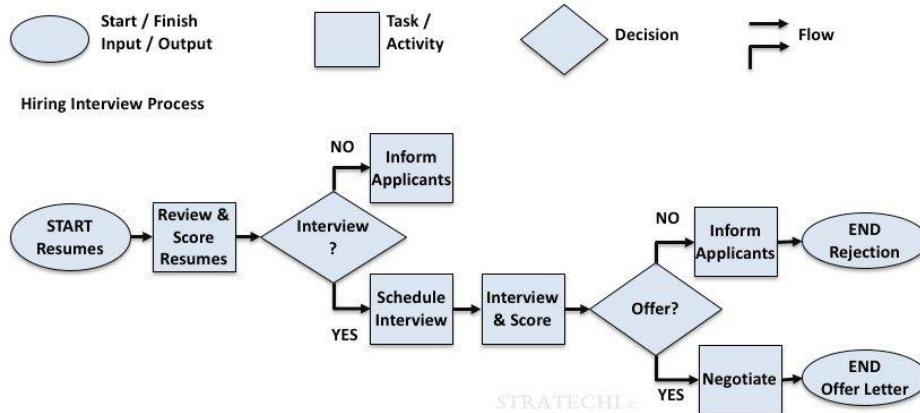 Start / Finish
Input / Output
Task /
Activity
Decision
Flow
Hiring Interview Process
NO
Inform
Applicants
START
Resumes
Review &
Score
Resumes
Interview
?
YES
Schedule
Interview
Interview
& Score
Offer?
NO
Inform
Applicants
END
Rejection
YES
Negotiate
END
Offer Letter
STRATECHI ©